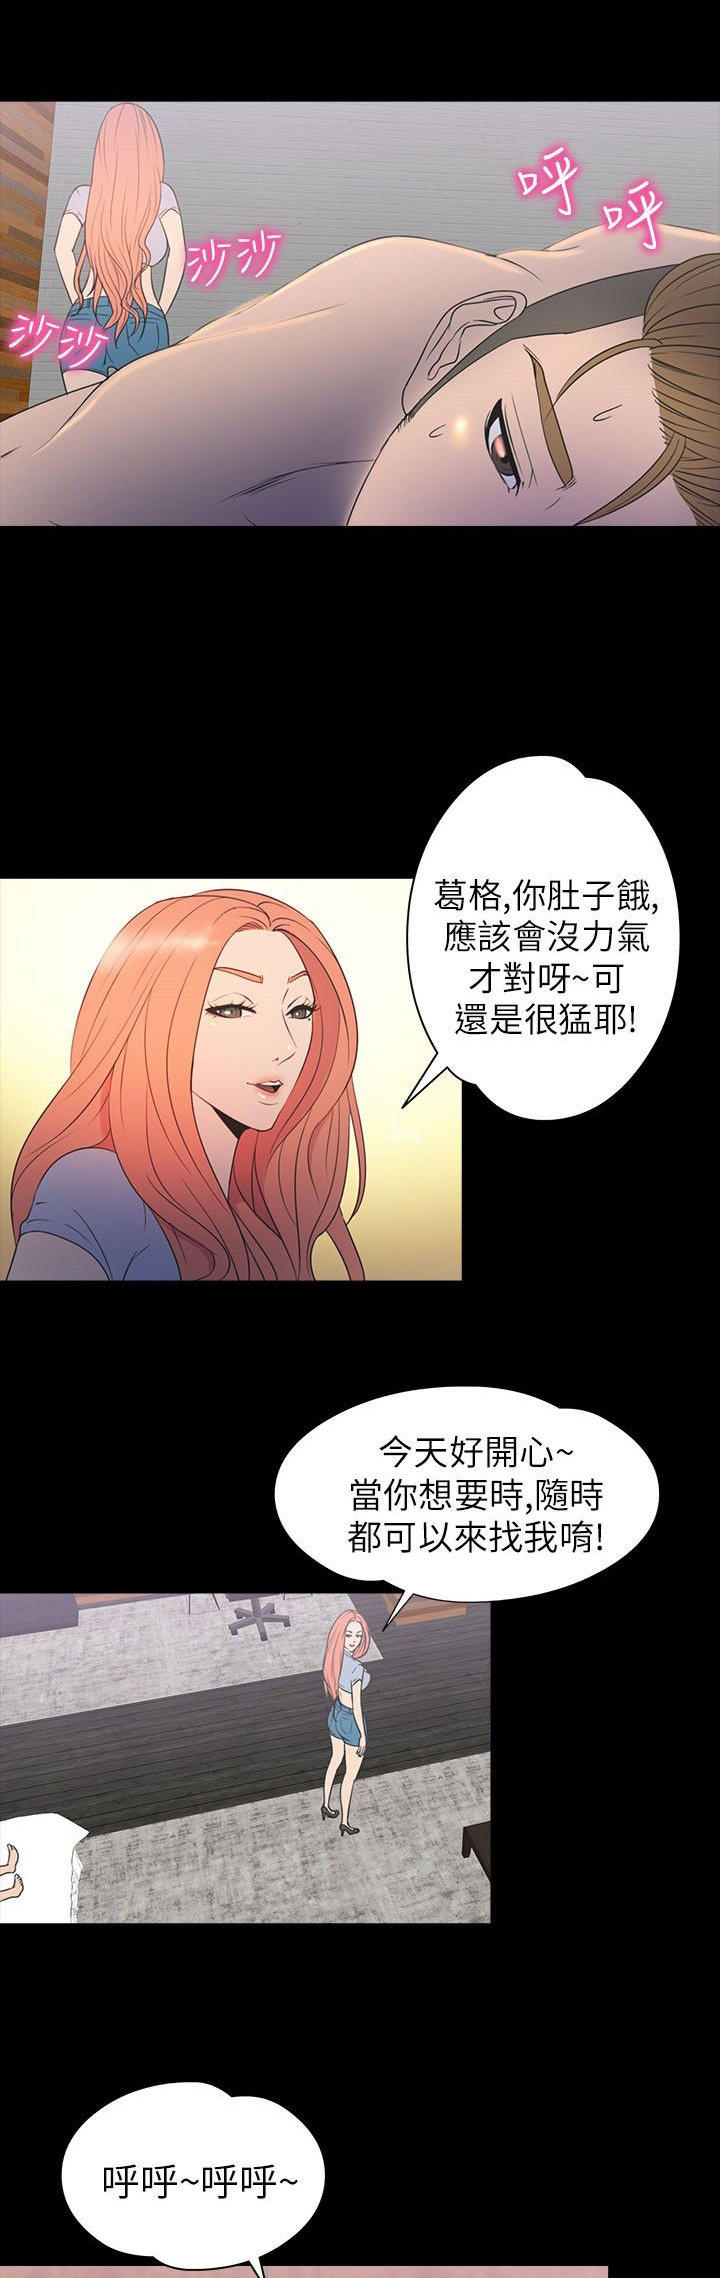 呼
呼
沙沙
沙沙
葛格,你肚子餓,
應該會沒力氣
才對呀~可
還是很猛耶!
今天好開心~
當你想要時,隨時
都可以來找我唷!
呼呼~呼呼~